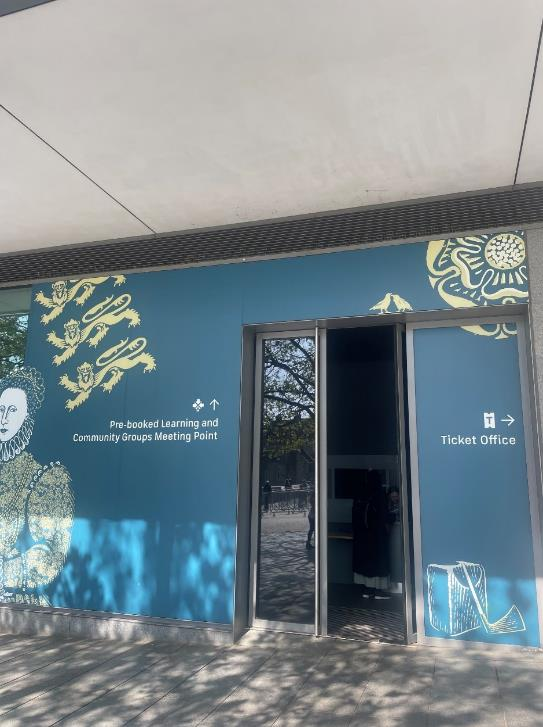 Pre-booked Learning and
Community Groups Meeting Point
Ticket Office